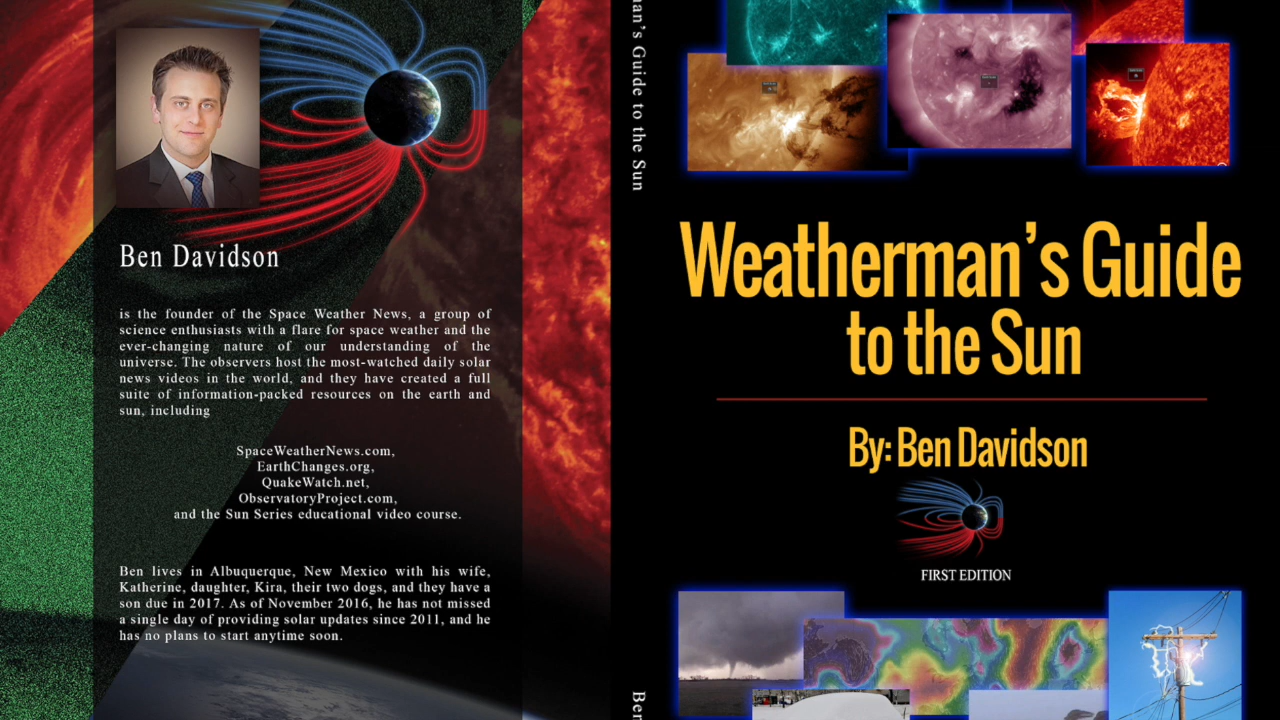 Ben Davidson
is the founder of the Space Weather News, a group of
science enthusiasts with a flare for space weather and the
ever-changing nature of our understanding of the
universe. The observers host the most-watched daily solar
news videos in the world, and they have created a full
suite of information-packed resources on the earth and
sun, including
SpaceWeatherNews.com,
EarthChanges.org,
QuakeWatch.net,
ObservatoryProject.com,
and the Sun Series educational video course.
Ben lives in Albuquerque, New Mexico with his wife,
Katherine, daughter, Kira, their two dogs, and they have a
son due in 2017. As of November 2016, he has not missed
a single day of providing solar updates since 2011, and he
has no plans to start anytime soon.
man's Guide to the Sun
Ben
Weatherman's Guide
to the Sun
By: Ben Davidson
FIRST EDITION